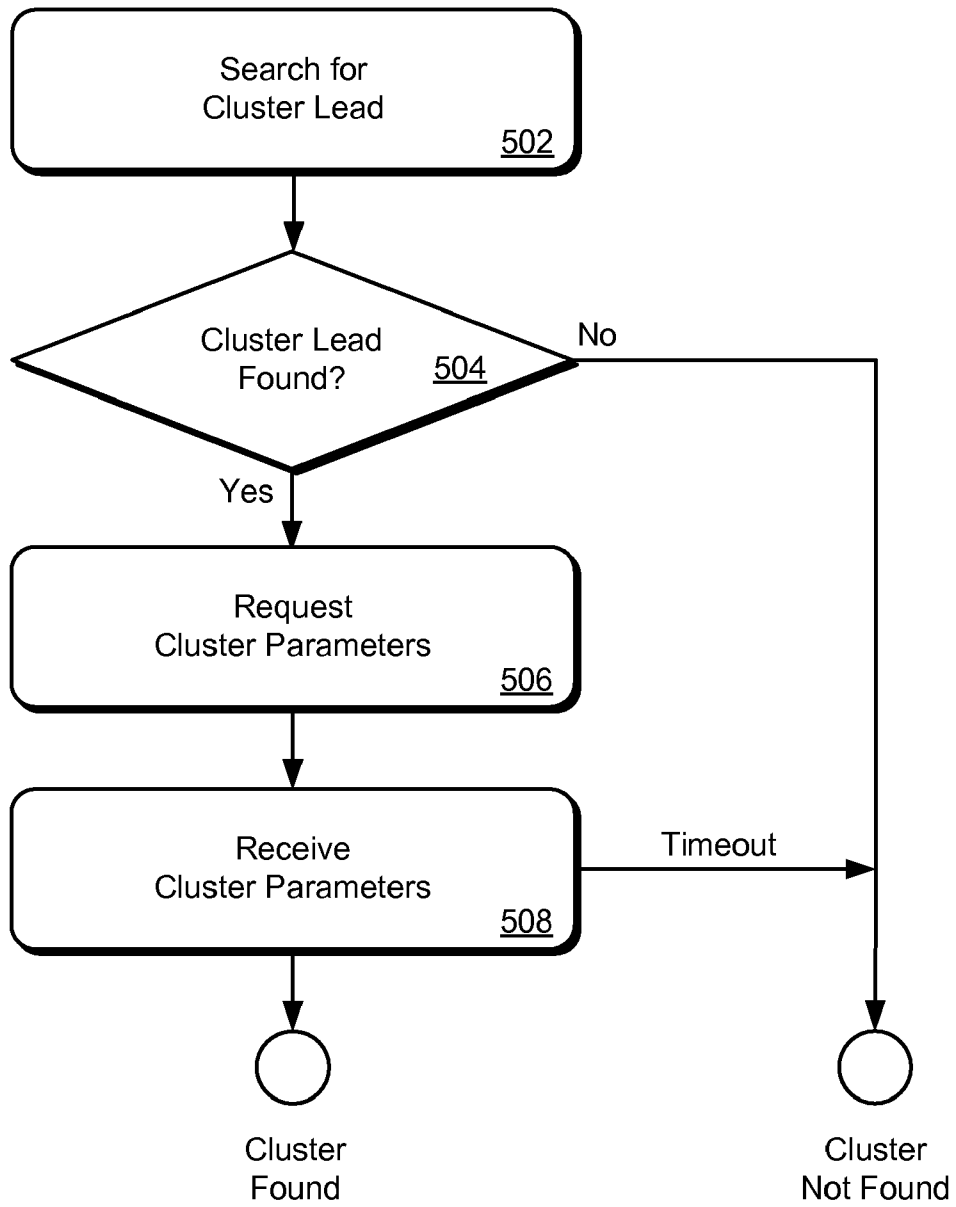 Search for
Cluster Lead
502
Cluster Lead
Found?
504
No
Yes
Request
Cluster Parameters
506
Receive
Cluster Parameters
508
Timeout
Cluster
Found
Cluster
Not Found